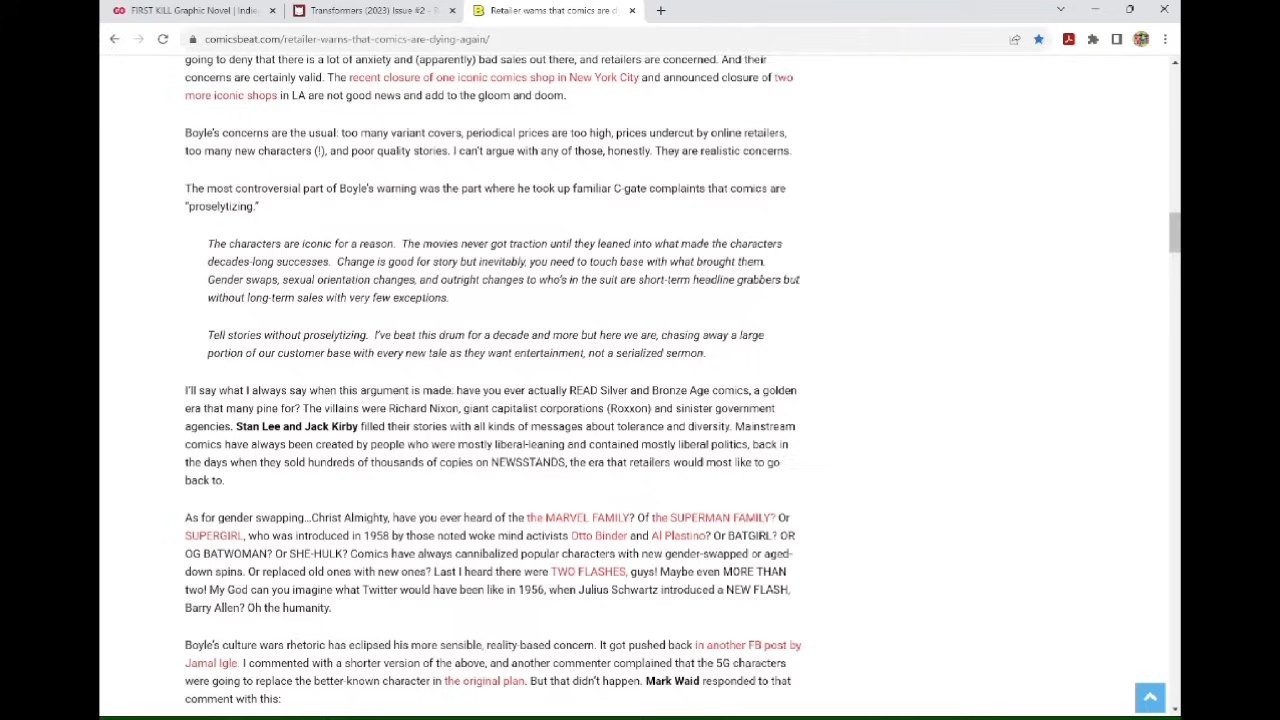 FIRST KILL Graphic Novel | Indie
Transformers (2023) Issue #2 - R
Retailer warns that comics are d
comicsbeat.com/retailer-warns-that-comics-are-dying-again/
going to deny that there is a lot of anxiety and (apparently) bad sales out there, and retailers are concerned. And their
concerns are certainly valid. The recent closure of one iconic comics shop in New York City and announced closure of two
more iconic shops in LA are not good news and add to the gloom and doom.
Boyle's concerns are the usual: too many variant covers, periodical prices are too high, prices undercut by online retailers,
too many new characters (!), and poor quality stories. I can't argue with any of those, honestly. They are realistic concerns.
The most controversial part of Boyle's warning was the part where he took up familiar C-gate complaints that comics are
"proselytizing."
The characters are iconic for a reason. The movies never got traction until they leaned into what made the characters
decades-long successes. Change is good for story but inevitably, you need to touch base with what brought them.
Gender swaps, sexual orientation changes, and outright changes to who's in the suit are short-term headline grabbers but
without long-term sales with very few exceptions.
Tell stories without proselytizing. I've beat this drum for a decade and more but here we are, chasing away a large
portion of our customer base with every new tale as they want entertainment, not a serialized sermon.
I'll say what I always say when this argument is made: have you ever actually READ Silver and Bronze Age comics, a golden
era that many pine for? The villains were Richard Nixon, giant capitalist corporations (Roxxon) and sinister government
agencies. Stan Lee and Jack Kirby filled their stories with all kinds of messages about tolerance and diversity. Mainstream
comics have always been created by people who were mostly liberal-leaning and contained mostly liberal politics, back in
the days when they sold hundreds of thousands of copies on NEWSSTANDS, the era that retailers would most like to go
back to.
As for gender swapping...Christ Almighty, have you ever heard of the the MARVEL FAMILY? Of the SUPERMAN FAMILY? Or
SUPERGIRL, who was introduced in 1958 by those noted woke mind activists Otto Binder and Al Plastino? Or BATGIRL? OR
OG BATWOMAN? Or SHE-HULK? Comics have always cannibalized popular characters with new gender-swapped or aged-
down spins. Or replaced old ones with new ones? Last I heard there were TWO FLASHES, guys! Maybe even MORE THAN
two! My God can you imagine what Twitter would have been like in 1956, when Julius Schwartz introduced a NEW FLASH,
Barry Allen? Oh the humanity.
Boyle's culture wars rhetoric has eclipsed his more sensible, reality-based concern. It got pushed back in another FB post by
Jamal Igle. I commented with a shorter version of the above, and another commenter complained that the 5G characters
were going to replace the better-known character in the original plan. But that didn't happen. Mark Waid responded to that
comment with this: